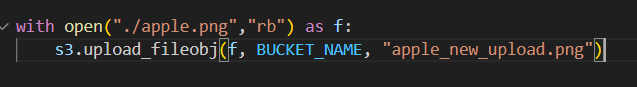 with open("./apple.png","rb") as f:
    s3.upload_fileobj(f, BUCKET_NAME, "apple_new_upload.png")